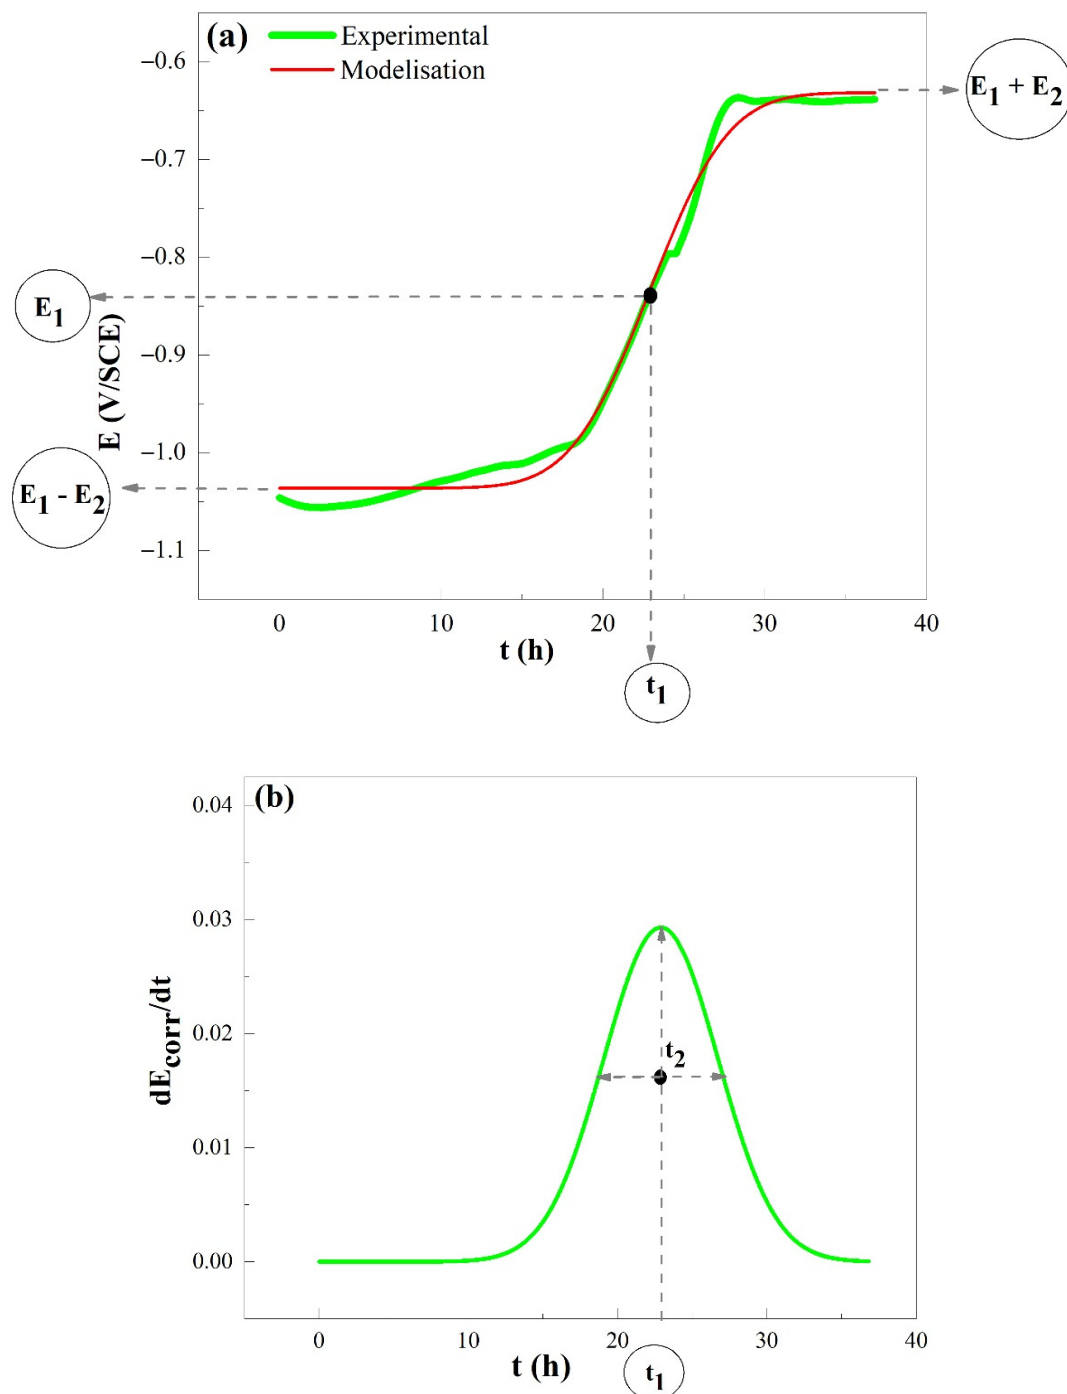 (a)
Experimental
Modelisation
E1 + E2
−0.6
−0.7
−0.8
−0.9
−1.0
−1.1
E1
E1 - E2
E (V/SCE)
0 10 20 30 40
t (h)
t1
(b)
0.04
0.03
0.02
0.01
0.00
dEcorr/dt
t2
0 10 20 30 40
t (h)
t1